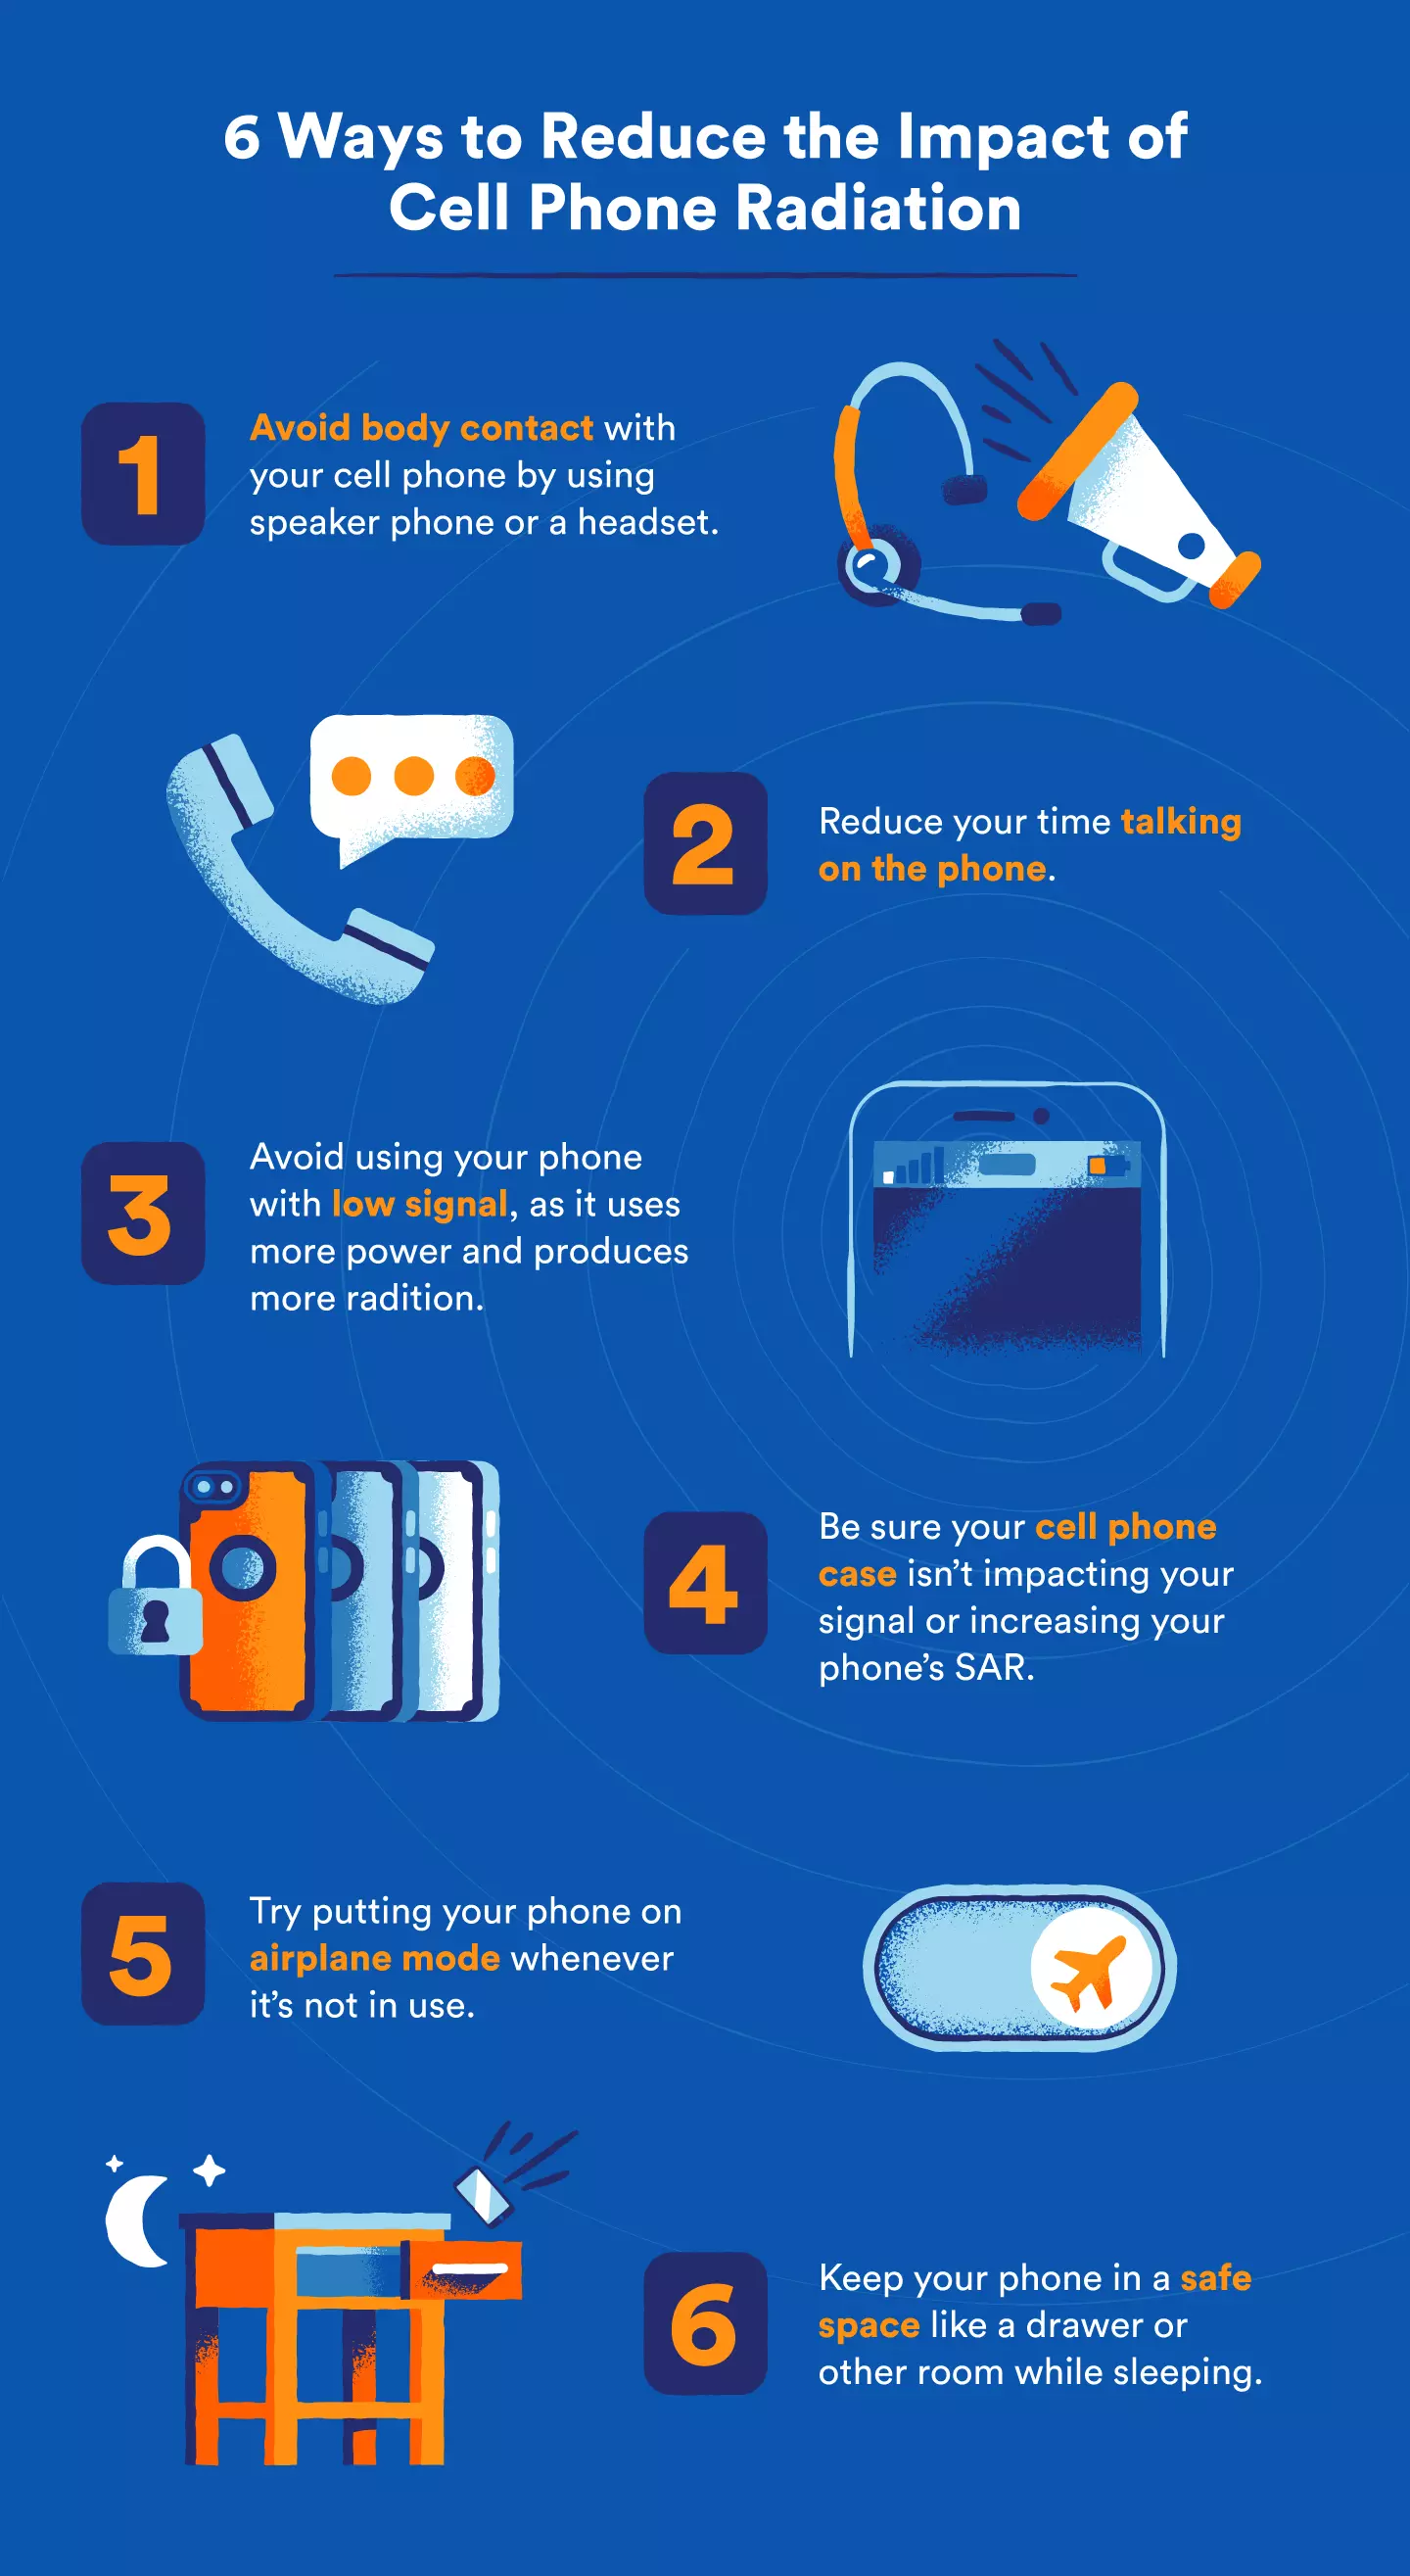 6 Ways to Reduce the Impact of
Cell Phone Radiation
1
Avoid body contact with
your cell phone by using
speaker phone or a headset.
2
Reduce your time talking
on the phone.
3
Avoid using your phone
with low signal, as it uses
more power and produces
more radition.
4
Be sure your cell phone
case isn’t impacting your
signal or increasing your
phone’s SAR.
5
Try putting your phone on
airplane mode whenever
it’s not in use.
6
Keep your phone in a safe
space like a drawer or
other room while sleeping.